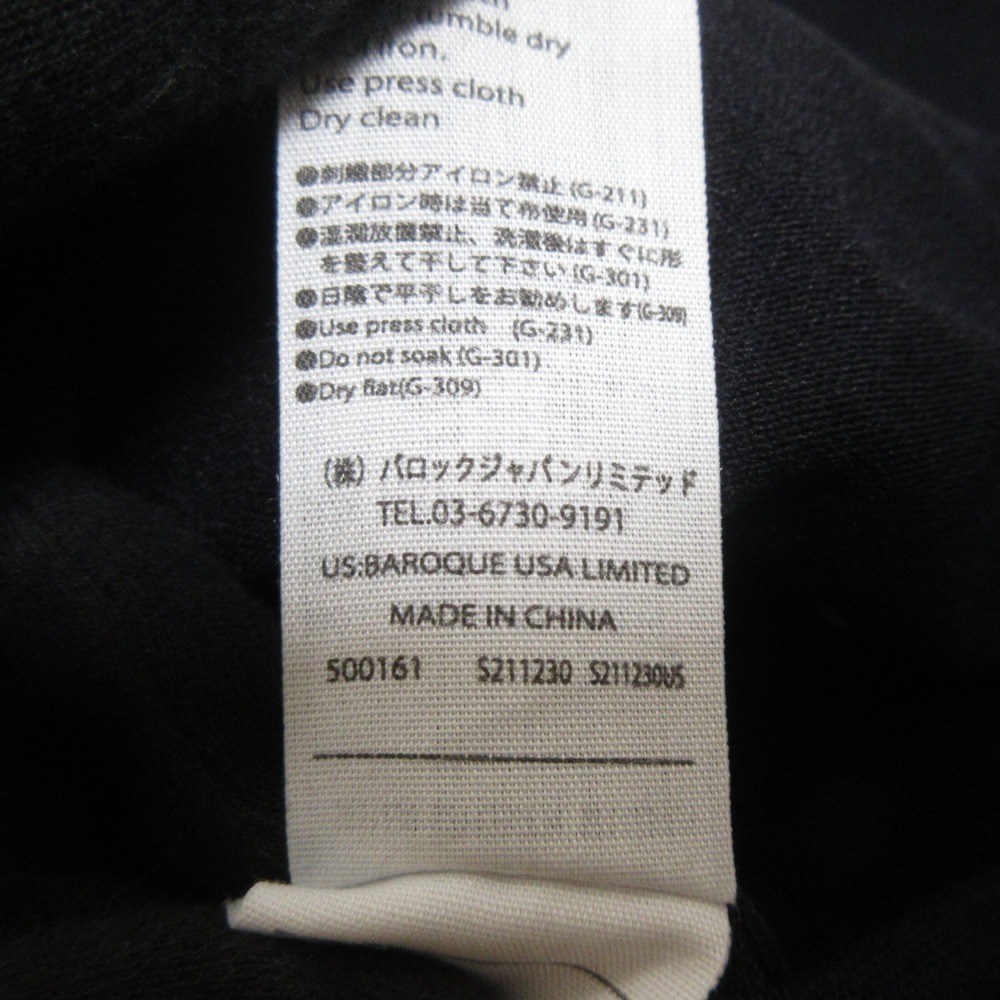 tumble dry
iron,
Use press cloth
Dry clean
●刺繍部分アイロン禁止 (G-211)
●アイロン時は当て布使用 (G-231)
●湿潤放置禁止、洗濯後はすぐに形
を整えて干して下さい (G-301)
●日陰で平干しをお勧めします(G-309)
●Use press cloth (G-231)
●Do not soak (G-301)
●Dry flat(G-309)
(株) バロックジャパンリミテッド
TEL.03-6730-9191
US:BAROQUE USA LIMITED
MADE IN CHINA
500161 S211230 S211230US